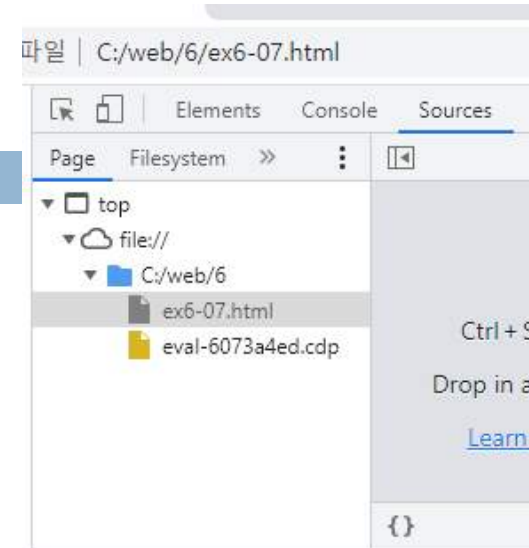 파일 | C:/web/6/ex6-07.html
Elements Console Sources
Page Filesystem »
top
file://
C:/web/6
ex6-07.html
eval-6073a4ed.cdp
Ctrl + S
Drop in a
Learn
{}